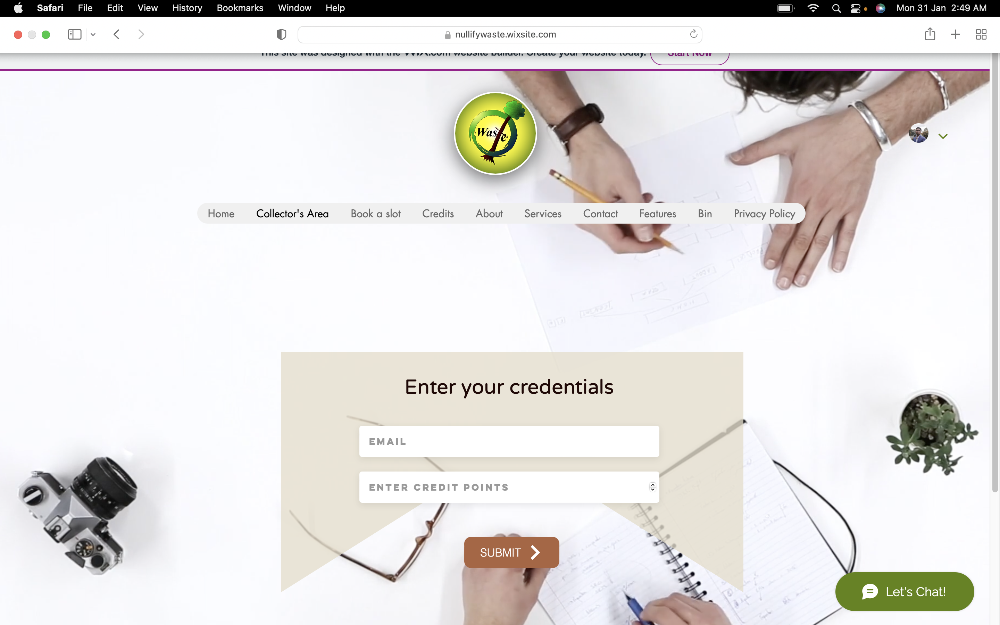 Safari File Edit View History Bookmarks Window Help Mon 31 Jan 2:49 AM
nullifywaste.wixsite.com
This site was designed with the WiX.com website builder. Create your website today. Start Now
Waste
Home Collector's Area Book a slot Credits About Services Contact Features Bin Privacy Policy
Enter your credentials
EMAIL
ENTER CREDIT POINTS
SUBMIT
Let's Chat!